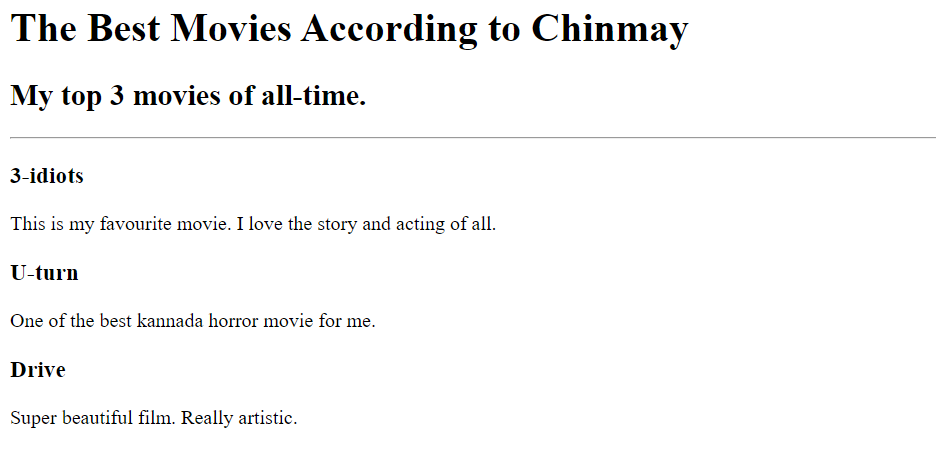 The Best Movies According to Chinmay
My top 3 movies of all-time.
3-idiots
This is my favourite movie. I love the story and acting of all.
U-turn
One of the best kannada horror movie for me.
Drive
Super beautiful film. Really artistic.